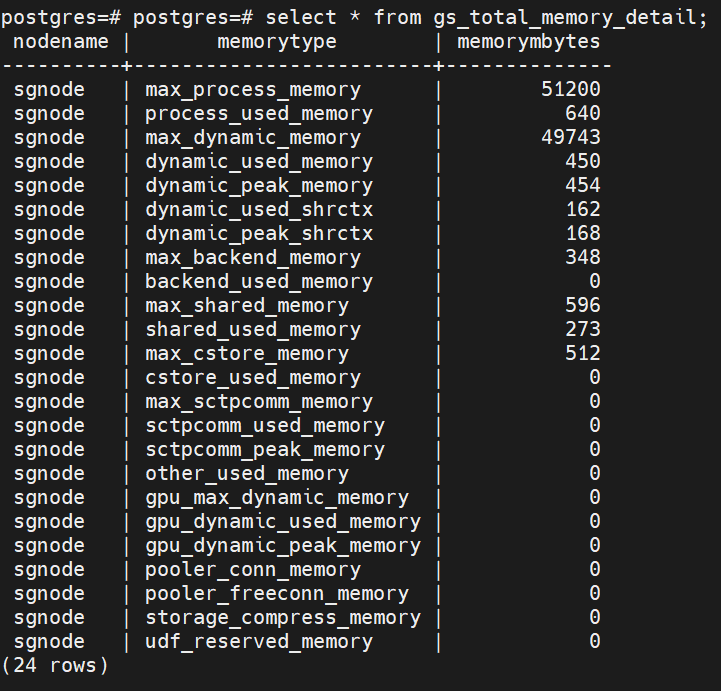 postgres=# postgres=# select * from gs_total_memory_detail;
 nodename |       memorytype        | memorymbytes
----------+-------------------------+--------------
 sgnode   | max_process_memory      |        51200
 sgnode   | process_used_memory     |          640
 sgnode   | max_dynamic_memory      |        49743
 sgnode   | dynamic_used_memory     |          450
 sgnode   | dynamic_peak_memory     |          454
 sgnode   | dynamic_used_shrctx     |          162
 sgnode   | dynamic_peak_shrctx     |          168
 sgnode   | max_backend_memory      |          348
 sgnode   | backend_used_memory     |            0
 sgnode   | max_shared_memory       |          596
 sgnode   | shared_used_memory      |          273
 sgnode   | max_cstore_memory       |          512
 sgnode   | cstore_used_memory      |            0
 sgnode   | max_sctpcomm_memory     |            0
 sgnode   | sctpcomm_used_memory    |            0
 sgnode   | sctpcomm_peak_memory    |            0
 sgnode   | other_used_memory       |            0
 sgnode   | gpu_max_dynamic_memory  |            0
 sgnode   | gpu_dynamic_used_memory |            0
 sgnode   | gpu_dynamic_peak_memory |            0
 sgnode   | pooler_conn_memory      |            0
 sgnode   | pooler_freeconn_memory  |            0
 sgnode   | storage_compress_memory |            0
 sgnode   | udf_reserved_memory     |            0
(24 rows)